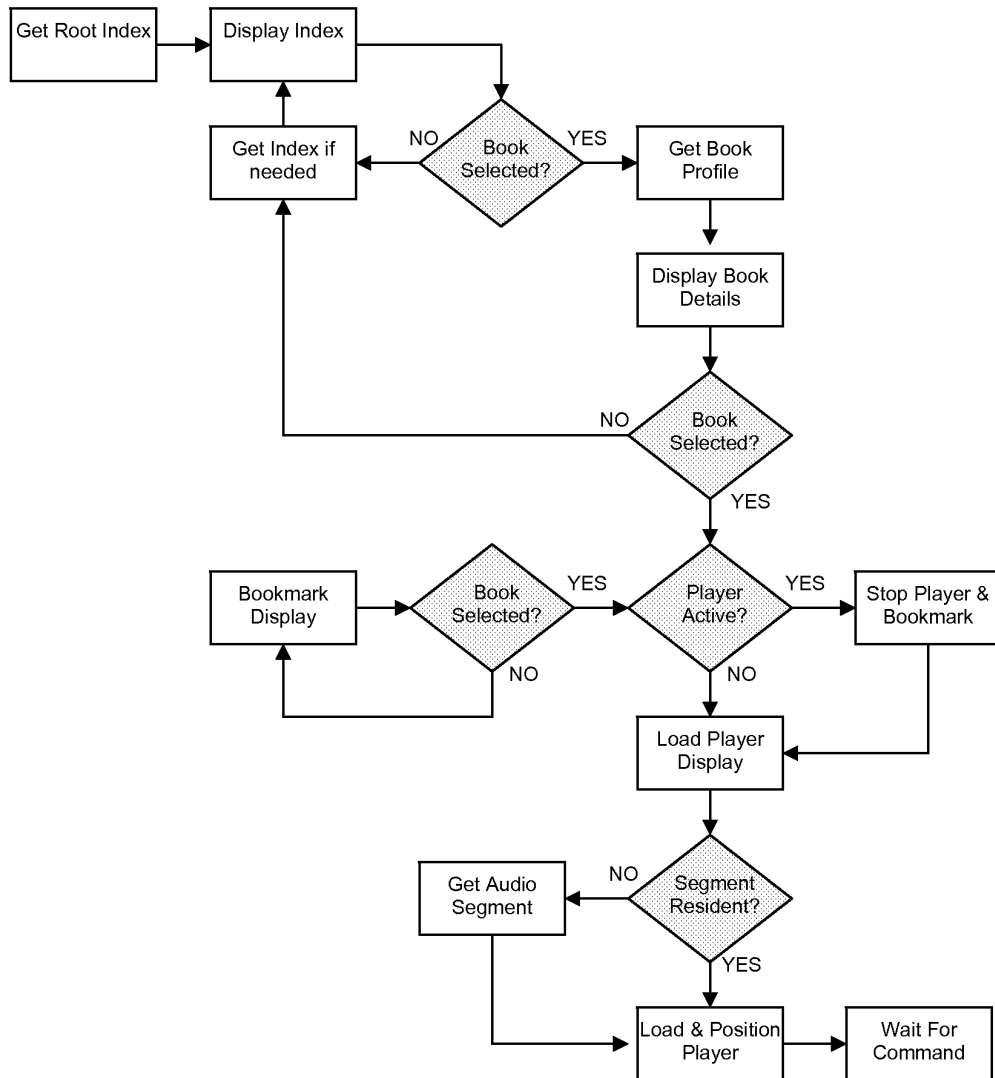 Get Root Index
Display Index
Get Index if
needed
NO
Book
Selected?
YES
Get Book
Profile
Display Book
Details
NO
Book
Selected?
YES
Bookmark
Display
Book
Selected?
YES
NO
Player
Active?
YES
NO
Stop Player &
Bookmark
Load Player
Display
NO
Segment
Resident?
YES
Get Audio
Segment
Load & Position
Player
Wait For
Command